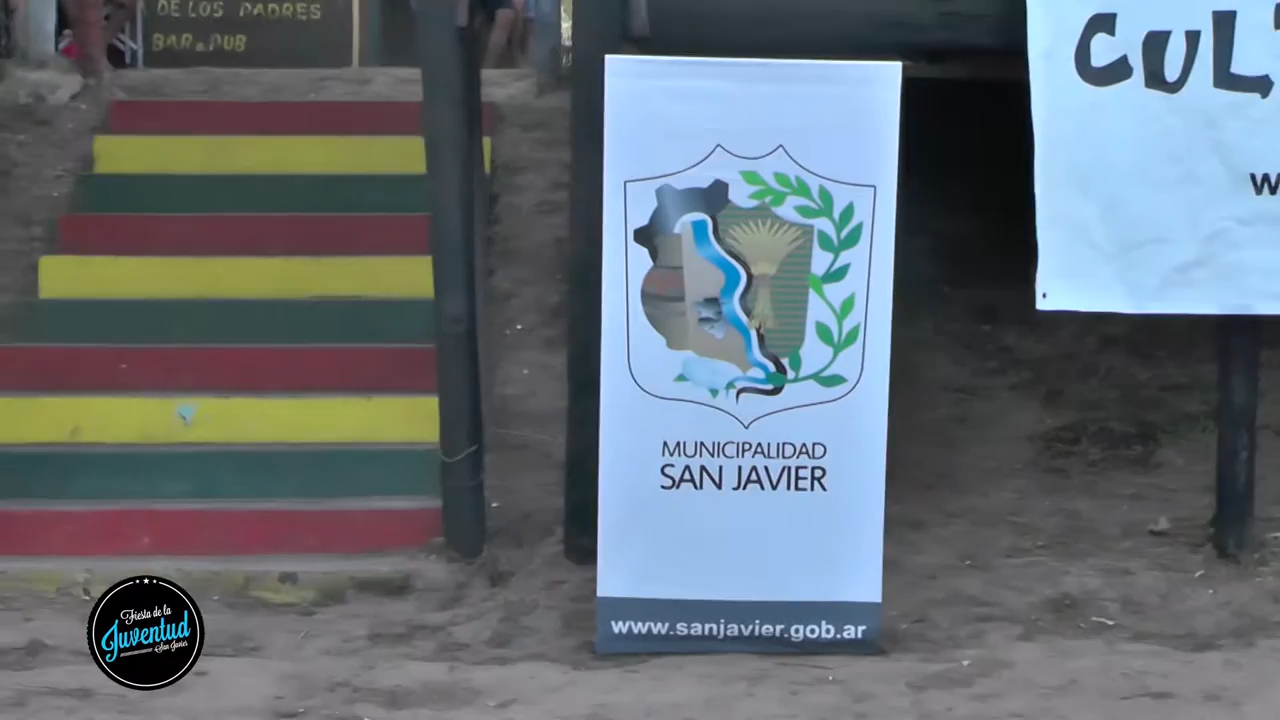 DE LOS PADRES
BAR & PUB
CUL
w
MUNICIPALIDAD
SAN JAVIER
www.sanjavier.gob.ar
Fiesta de la
Juventud
San Javier